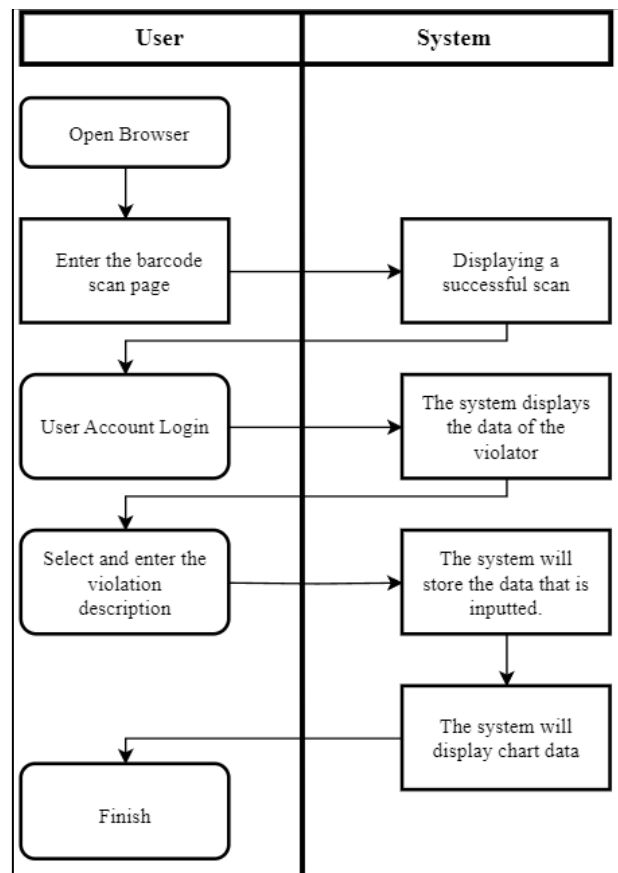 User
System
Open Browser
Enter the barcode
scan page
Displaying a
successful scan
User Account Login
The system displays
the data of the
violator
Select and enter the
violation
description
The system will
store the data that is
inputted.
The system will
display chart data
Finish